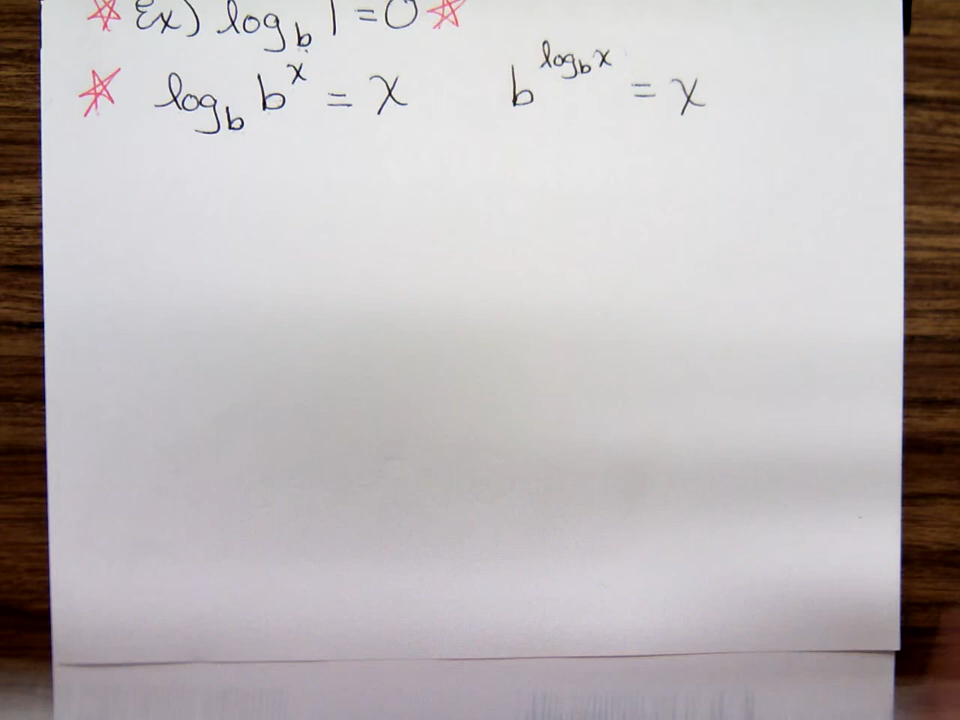 ☆ Ex) log_b 1 = 0 ☆
☆ log_b b^x = x b^(log_b x) = x